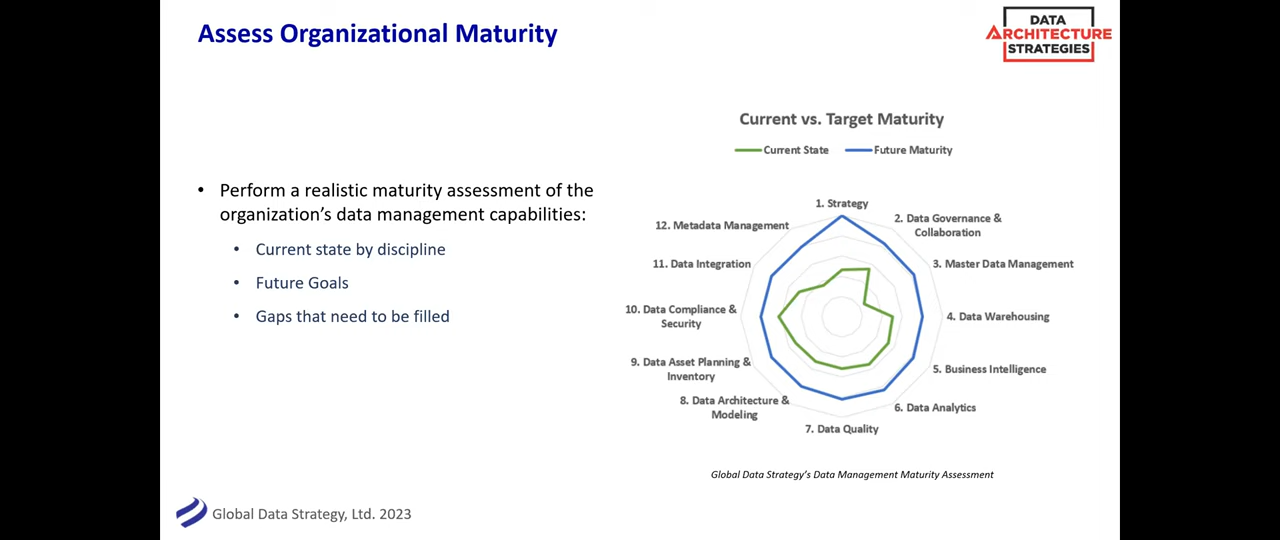 Assess Organizational Maturity
DATA
ARCHITECTURE
STRATEGIES
• Perform a realistic maturity assessment of the
organization’s data management capabilities:
• Current state by discipline
• Future Goals
• Gaps that need to be filled
Current vs. Target Maturity
Current State
Future Maturity
1. Strategy
2. Data Governance &
Collaboration
3. Master Data Management
4. Data Warehousing
5. Business Intelligence
6. Data Analytics
7. Data Quality
8. Data Architecture &
Modeling
9. Data Asset Planning &
Inventory
10. Data Compliance &
Security
11. Data Integration
12. Metadata Management
Global Data Strategy’s Data Management Maturity Assessment
Global Data Strategy, Ltd. 2023